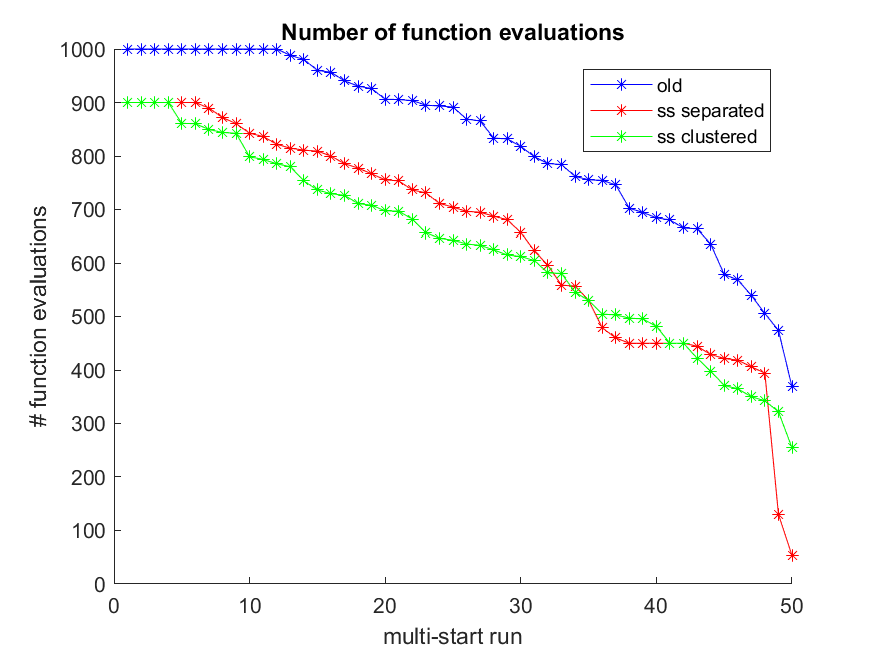 Number of function evaluations
1000
900
800
700
600
500
400
300
200
100
0
# function evaluations
old
ss separated
ss clustered
0 10 20 30 40 50
multi-start run